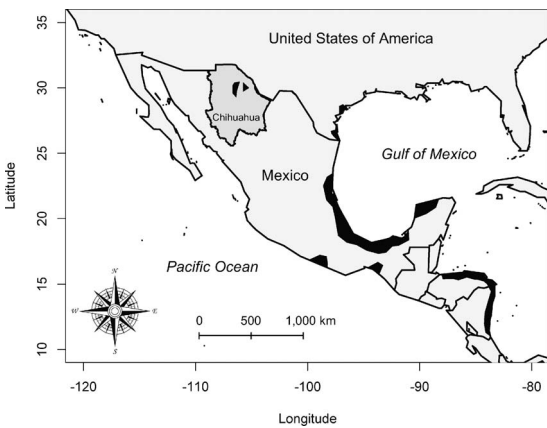 35
30
25
20
15
10
Latitude
United States of America
Chihuahua
Mexico
Gulf of Mexico
Pacific Ocean
N
W
E
S
0 500 1,000 km
-120 -110 -100 -90 -80
Longitude